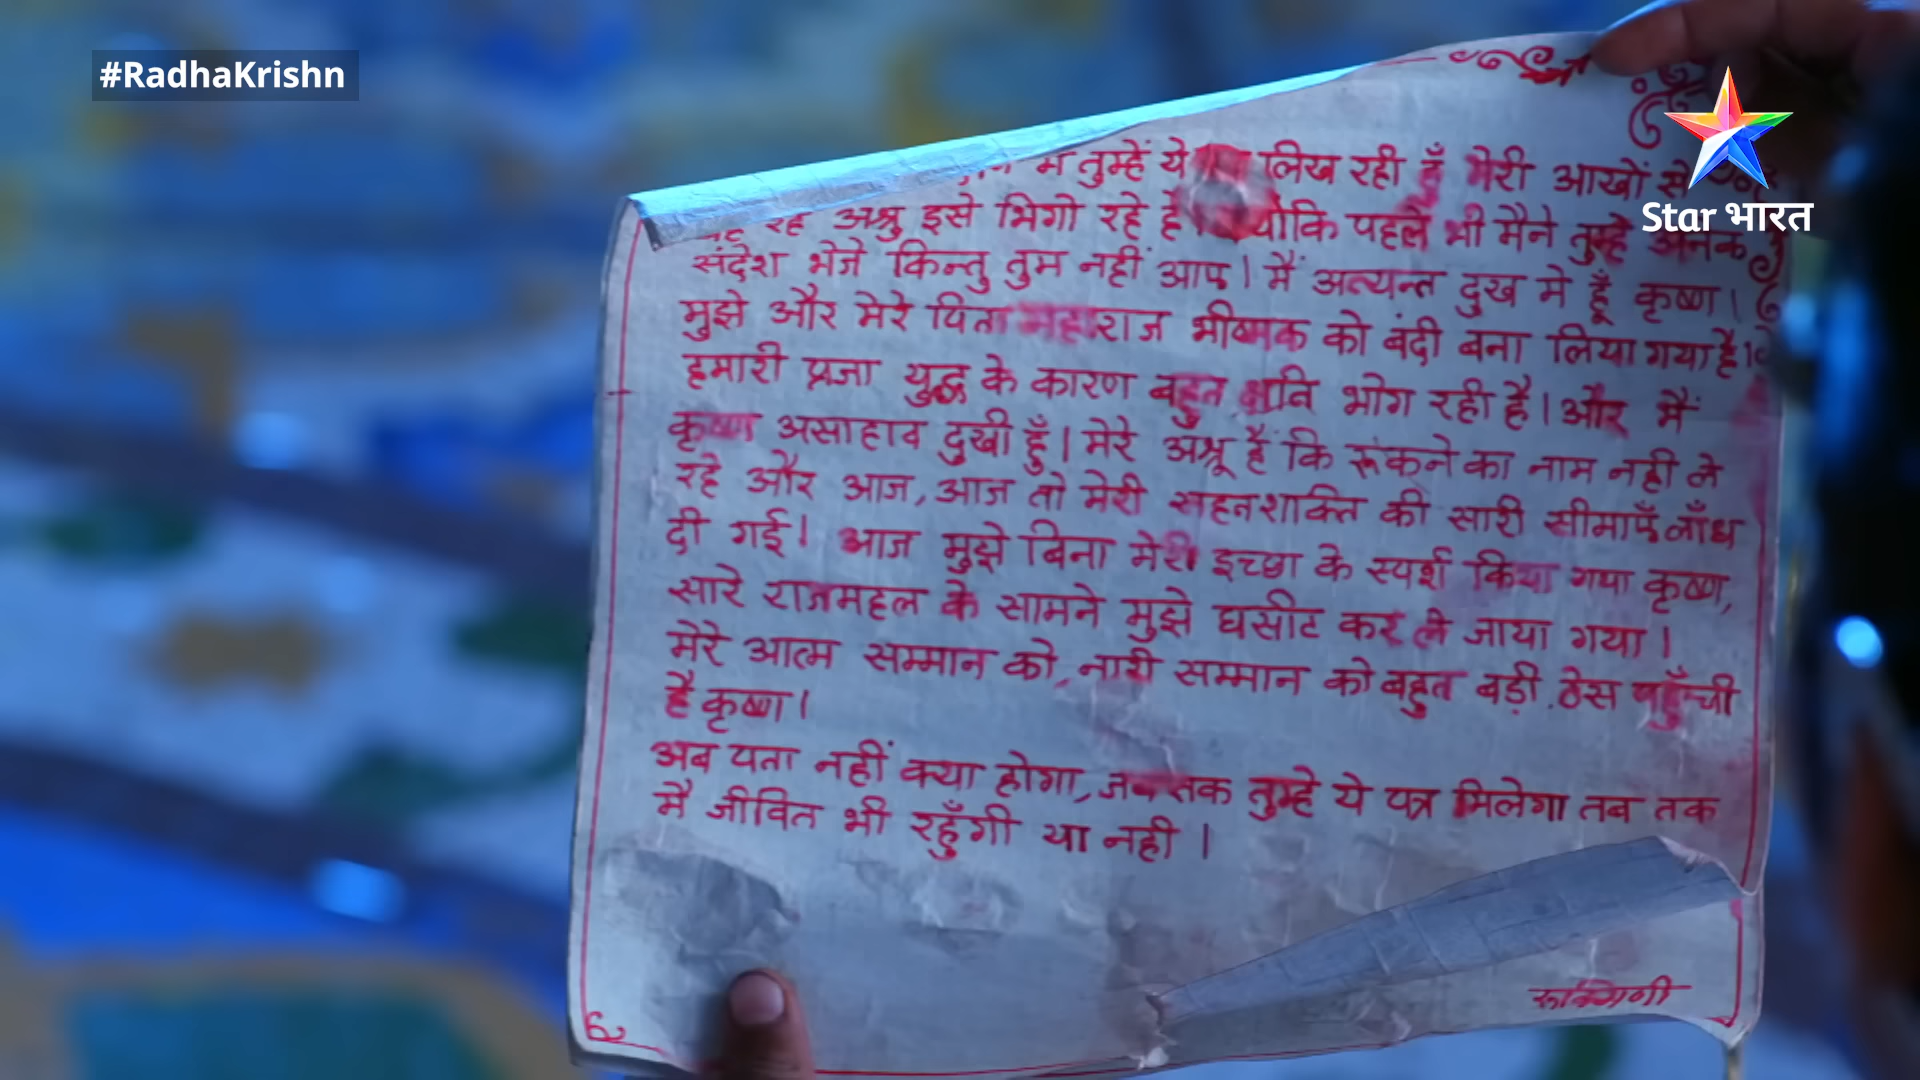 #RadhaKrishn
Star भारत
म तुम्हें ये लिख रही हूँ मेरी आखों से
रहे अश्रु इसे भिगो रहे है पहले भी मैने तुम्हे अनेक
संदेश भेजे किन्तु तुम नहीं आए। मैं अत्यन्त दुख मे हूँ कृष्ण।
मुझे और मेरे पिता महाराज भीष्मक को बंदी बना लिया गया है।
हमारी प्रजा युद्ध के कारण बहुत क्षति भोग रही है। और मैं
कृष्ण असाहाव दुखी हूँ। मेरे अश्रू हैं कि रूकने का नाम नही ले
रहे और आज, आज तो मेरी सहनशक्ति की सारी सीमाएँ लाँध
दी गई। आज मुझे बिना मेरी इच्छा के स्पर्श किया गया कृष्ण,
सारे राजमहल के सामने मुझे घसीट कर ले जाया गया।
मेरे आत्म सम्मान को, नारी सम्मान को बहुत बड़ी ठेस पहुँची
है कृष्ण।
अब पता नहीं क्या होगा, जबतक तुम्हे ये पत्र मिलेगा तब तक
मै जीवित भी रहुँगी या नही।
रूक्मिणी